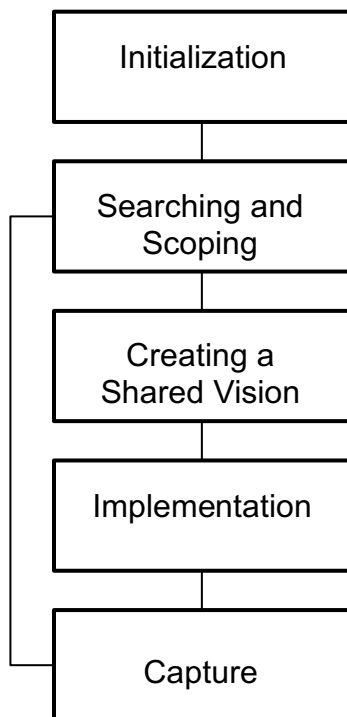 Initialization
Searching and
Scoping
Creating a
Shared Vision
Implementation
Capture